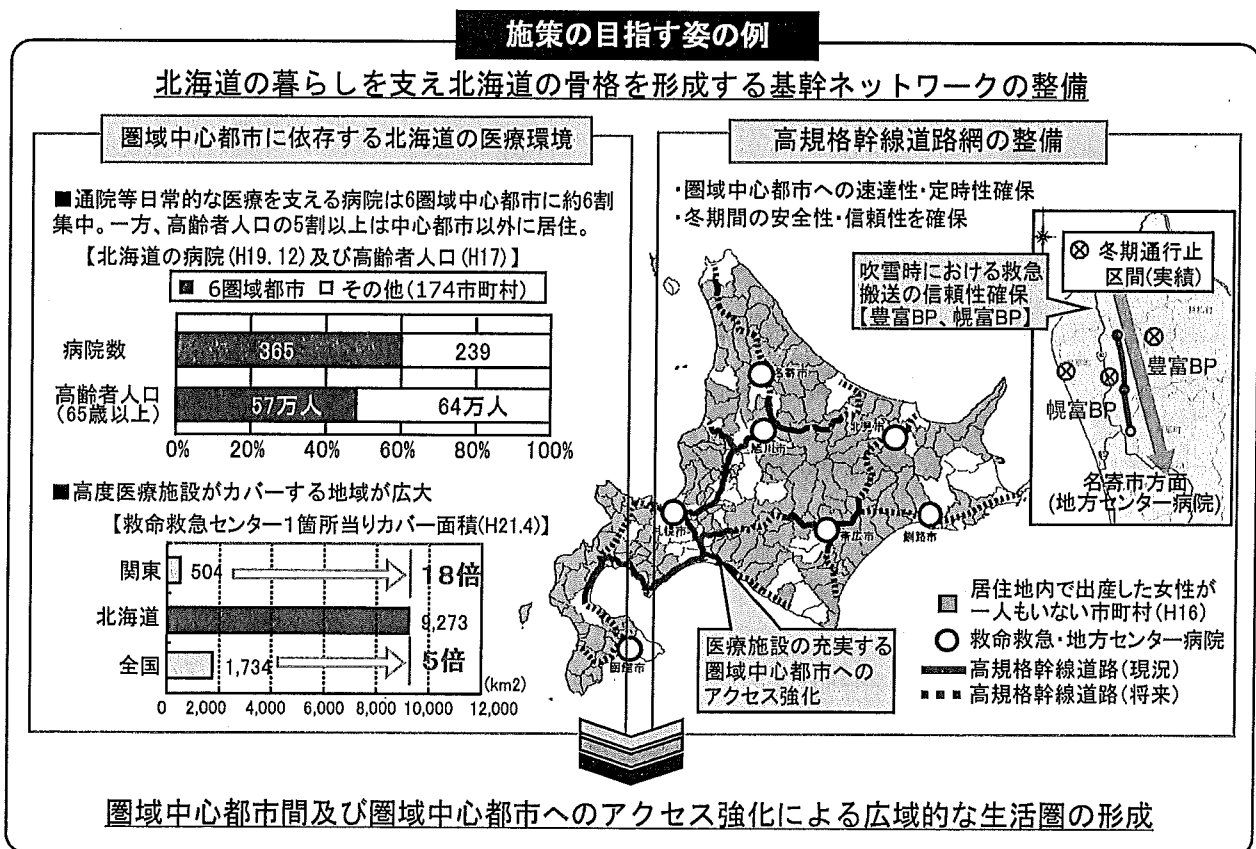 施策の目指す姿の例
北海道の暮らしを支え北海道の骨格を形成する基幹ネットワークの整備
圏域中心都市に依存する北海道の医療環境
■通院等日常的な医療を支える病院は6圏域中心都市に約6割
集中。一方、高齢者人口の5割以上は中心都市以外に居住。
【北海道の病院(H19.12)及び高齢者人口(H17)】
■ 6圏域都市 □ その他(174市町村)
病院数
365
239
高齢者人口
(65歳以上)
57万人
64万人
0% 20% 40% 60% 80% 100%
■高度医療施設がカバーする地域が広大
【救命救急センター1箇所当りカバー面積(H21.4)】
関東
504
18倍
北海道
9,273
全国
1,734
5倍
(km2)
0 2,000 4,000 6,000 8,000 10,000 12,000
高規格幹線道路網の整備
・圏域中心都市への速達性・定時性確保
・冬期間の安全性・信頼性を確保
吹雪時における救急
搬送の信頼性確保
【豊富BP、幌富BP】
冬期通行止
区間(実績)
豊富BP
幌富BP
名寄市方面
(地方センター病院)
名寄市
旭川市
北見市
札幌市
帯広市
釧路市
函館市
医療施設の充実する
圏域中心都市への
アクセス強化
居住地内で出産した女性が
一人もいない市町村(H16)
救命救急・地方センター病院
高規格幹線道路(現況)
高規格幹線道路(将来)
圏域中心都市間及び圏域中心都市へのアクセス強化による広域的な生活圏の形成